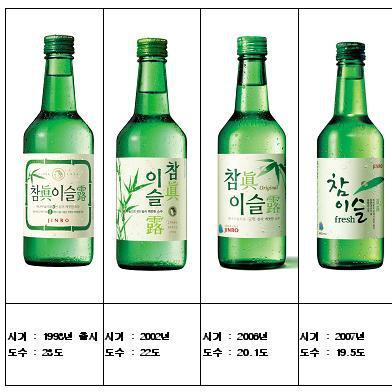 참眞이슬露
JINRO
참眞
이슬
露
참眞 Original
이슬露
JINRO
JINRO
참
이슬
fresh
시기 : 1998년 출시
도수 : 23도
시기 : 2002년
도수 : 22도
시기 : 2006년
도수 : 20.1도
시기 : 2007년
도수 : 19.5도